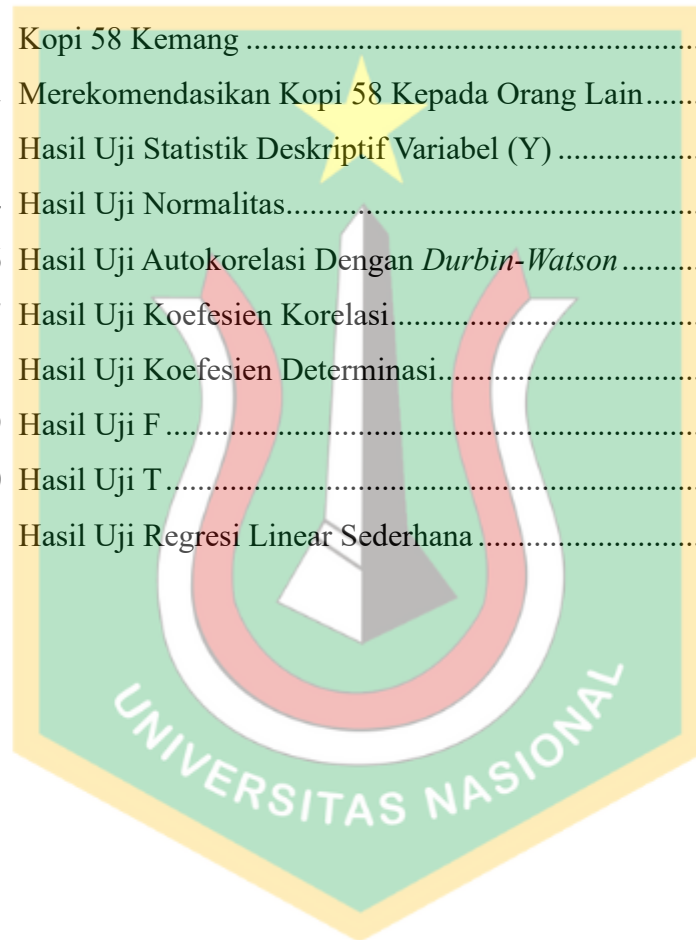 Kopi 58 Kemang ........................................................
Merekomendasikan Kopi 58 Kepada Orang Lain......
Hasil Uji Statistik Deskriptif Variabel (Y) .................
Hasil Uji Normalitas...................................................
Hasil Uji Autokorelasi Dengan Durbin-Watson.........
Hasil Uji Koefesien Korelasi......................................
Hasil Uji Koefesien Determinasi................................
Hasil Uji F ..................................................................
Hasil Uji T ..................................................................
Hasil Uji Regresi Linear Sederhana ...........................
UNIVERSITAS NASIONAL